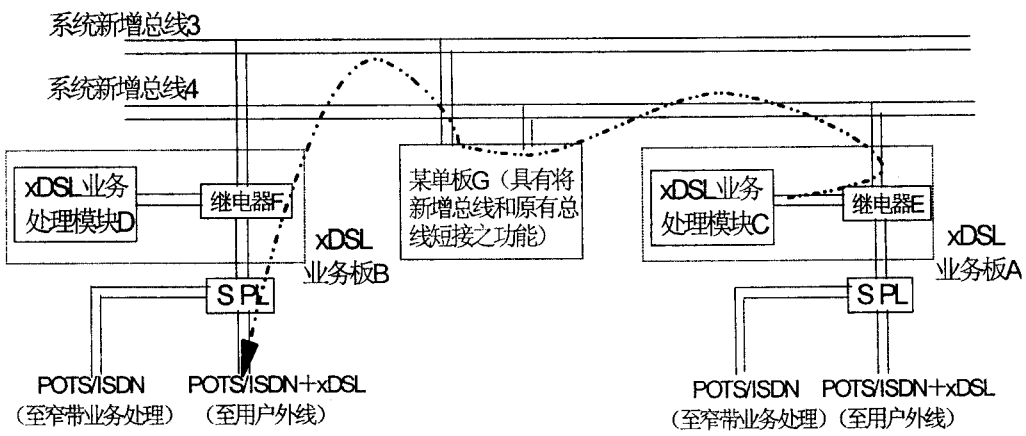 系统新增总线3
系统新增总线4
xDSL业务
处理模块D
继电器F
xDSL
业务板B
某单板G（具有将
新增总线和原有总
线短接之功能）
xDSL业务
处理模块C
继电器E
xDSL
业务板A
SPL
SPL
POTS/ISDN
（至窄带业务处理）
POTS/ISDN＋xDSL
（至用户外线）
POTS/ISDN
（至窄带业务处理）
POTS/ISDN＋xDSL
（至用户外线）